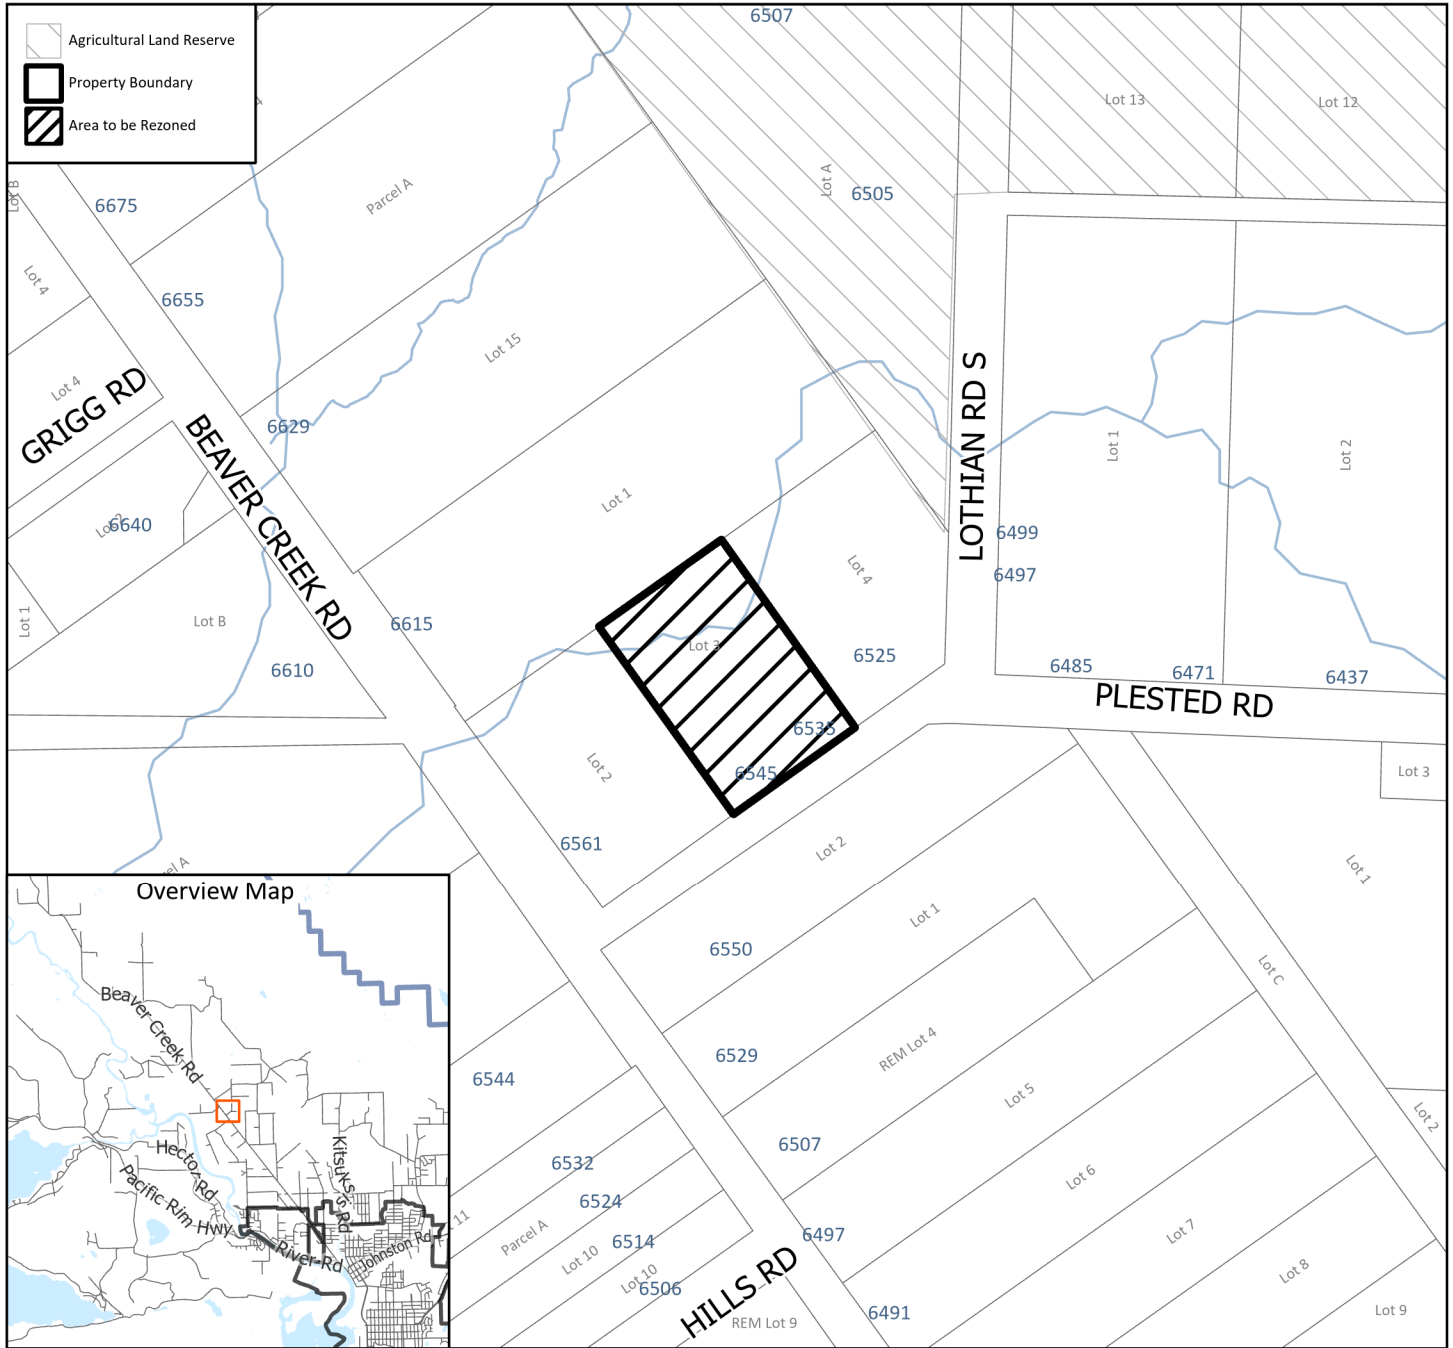 Agricultural Land Reserve
Property Boundary
Area to be Rezoned
6507
Lot 13
Lot 12
Lot A
6505
Lot B
6675
Parcel A
Lot 4
6655
Lot 15
Lot 4
GRIGG RD
6629
BEAVER CREEK RD
LOTHIAN RD S
Lot 1
Lot 2
6640
Lot 1
6499
6497
Lot 4
Lot 1
Lot B
6615
6610
Lot 3
6525
6485
6471
6437
PLESTED RD
6535
6545
Lot 2
Lot 3
6561
Lot 2
Lot 1
el A
Lot 1
6550
Lot C
REM Lot 4
6529
6544
Lot 5
Lot 2
6507
6532
Lot 6
6524
11
Parcel A
6514
6497
Lot 7
Lot 10
Lot 10
6506
Lot 8
HILLS RD
REM Lot 9
6491
Lot 9
Overview Map
Beaver Creek Rd
Hector Rd
Kitsuksis Rd
Pacific Rim Hwy
River Rd
Johnston Rd